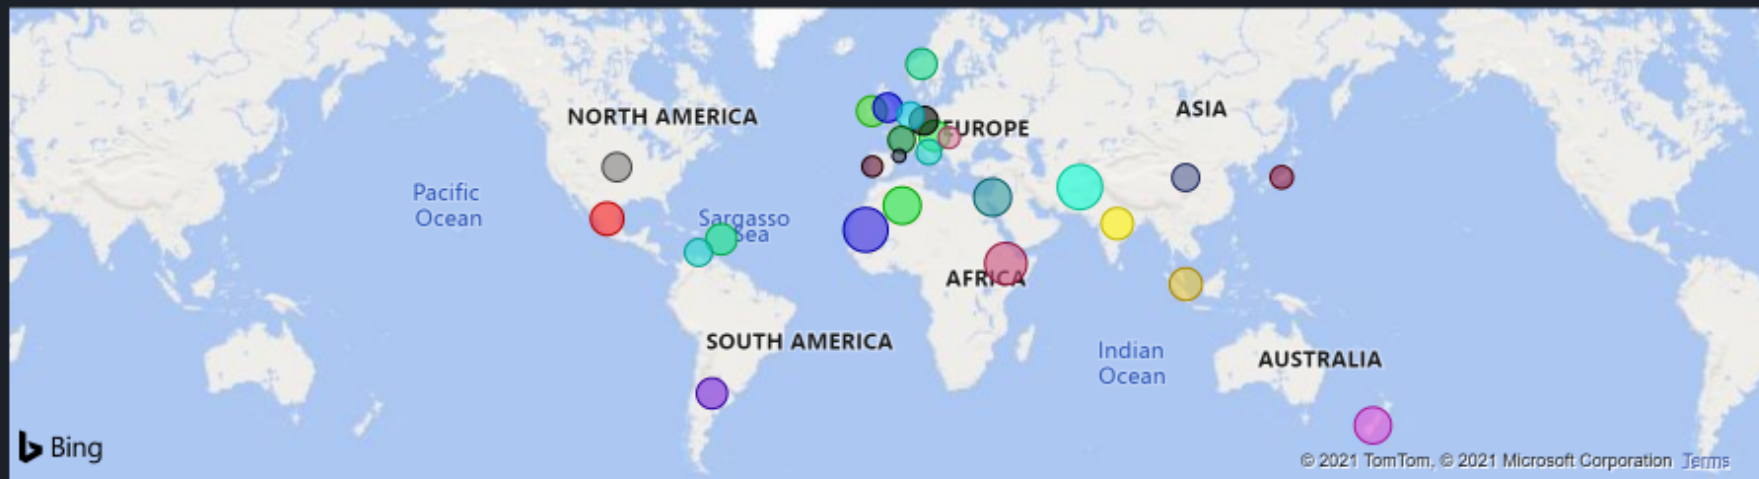 NORTH AMERICA
ASIA
EUROPE
Pacific
Ocean
Sargasso
Sea
AFRICA
SOUTH AMERICA
Indian
Ocean
AUSTRALIA
Bing
© 2021 TomTom, © 2021 Microsoft Corporation Terms